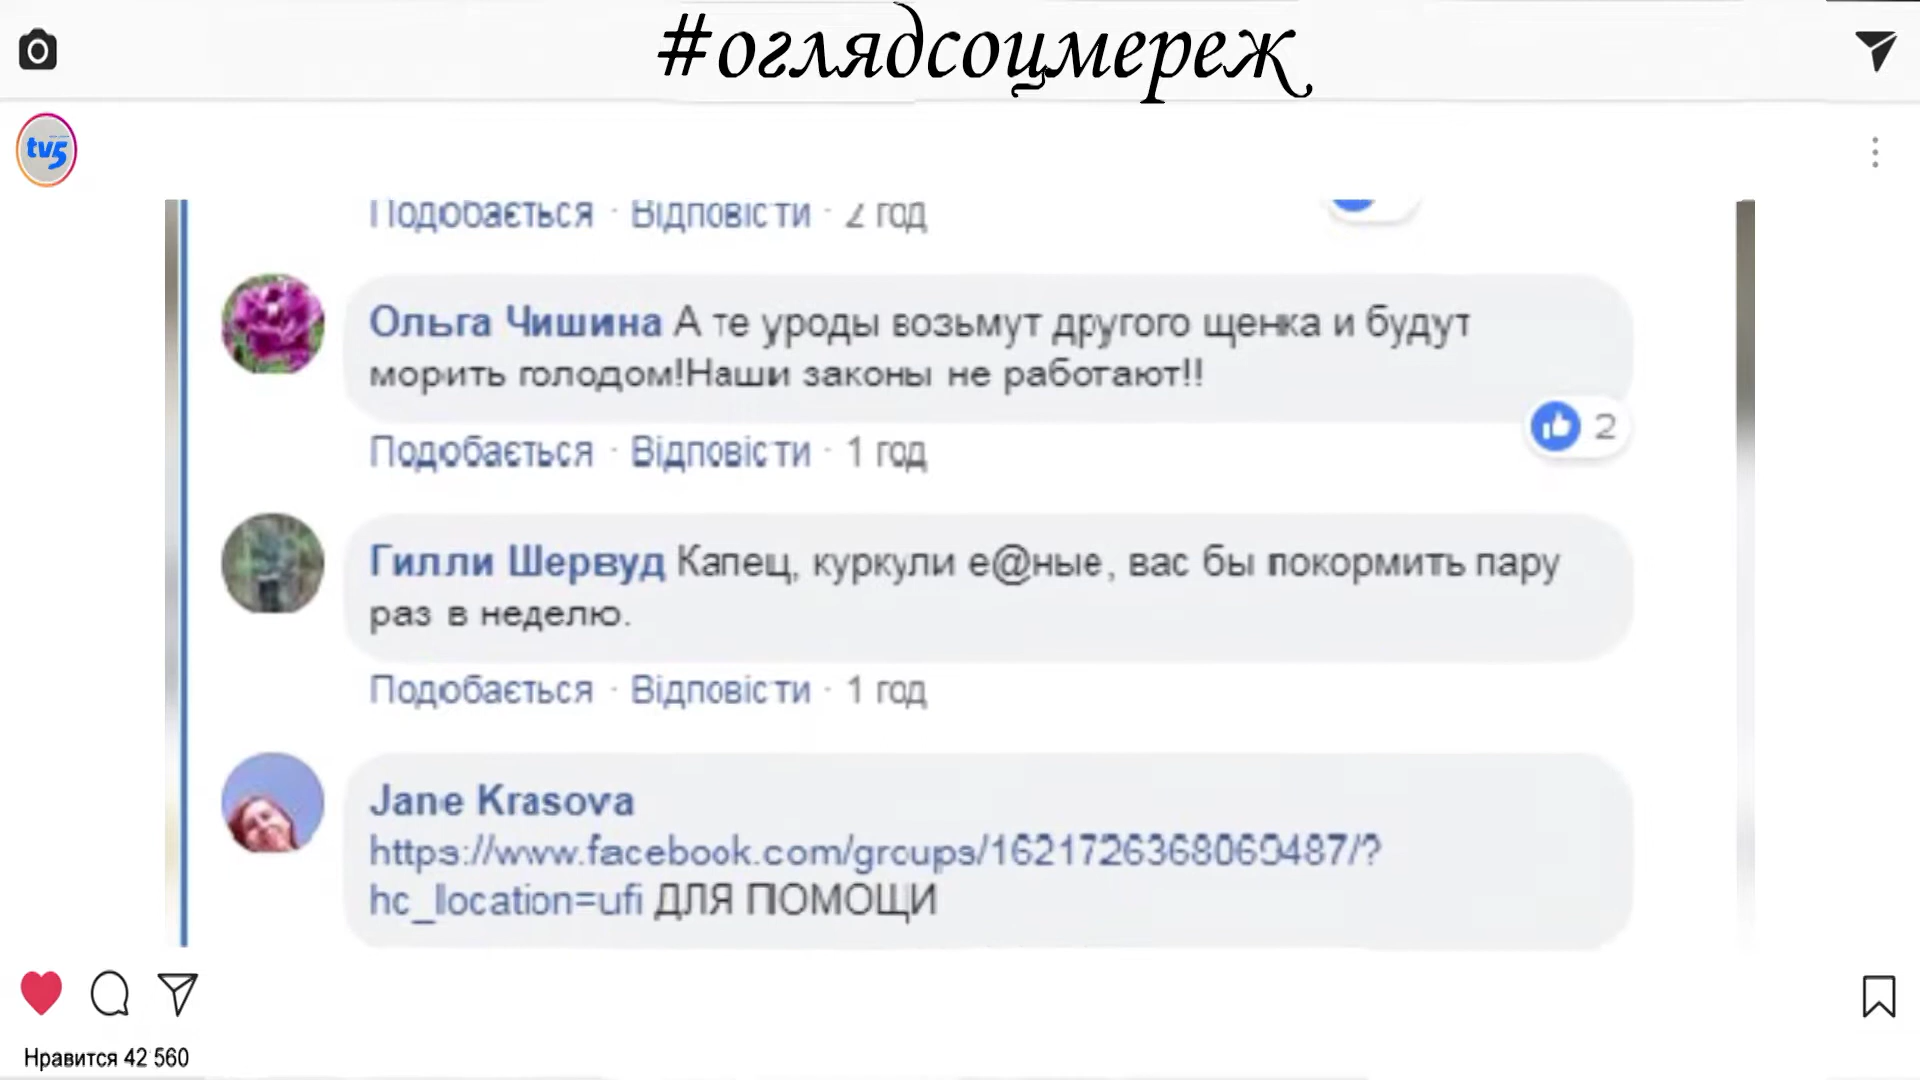 #оглядсоцмереж
tv5
Подобається · Відповісти · 2 год
Ольга Чишина А те уроды возьмут другого щенка и будут
морить голодом!Наши законы не работают!!
2
Подобається · Відповісти · 1 год
Гилли Шервуд Капец, куркули е@ные, вас бы покормить пару
раз в неделю.
Подобається · Відповісти · 1 год
Jane Krasova
https://www.facebook.com/groups/1621726368060487/?
hc_location=ufi ДЛЯ ПОМОЩИ
Нравится 42 560